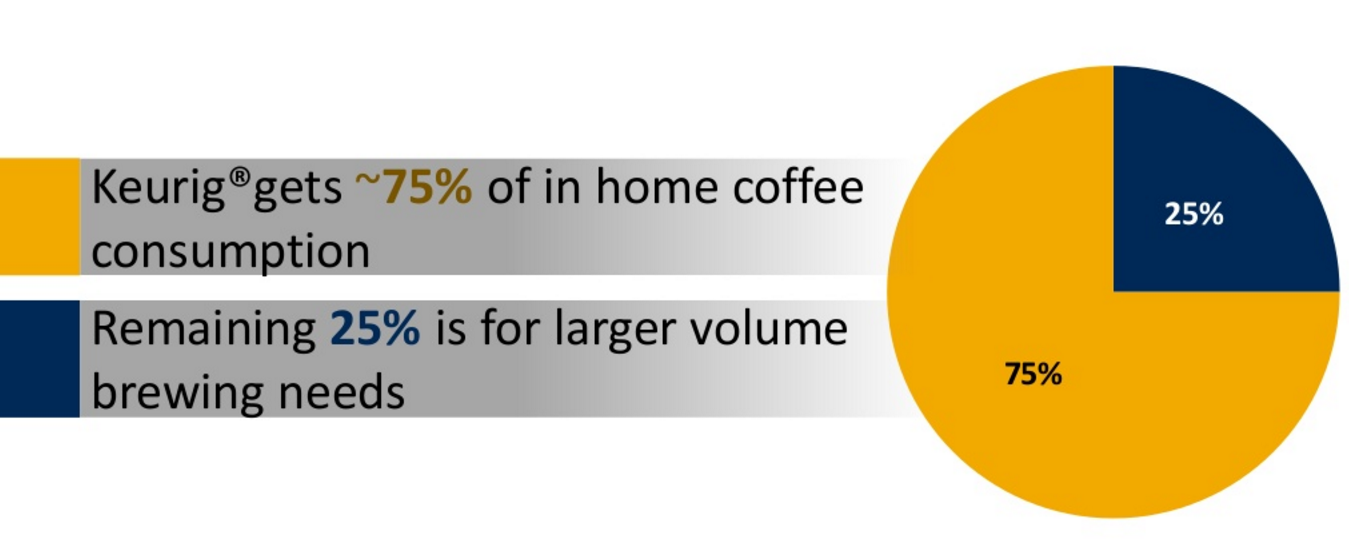 Keurig®gets ~75% of in home coffee
consumption
Remaining 25% is for larger volume
brewing needs
25%
75%